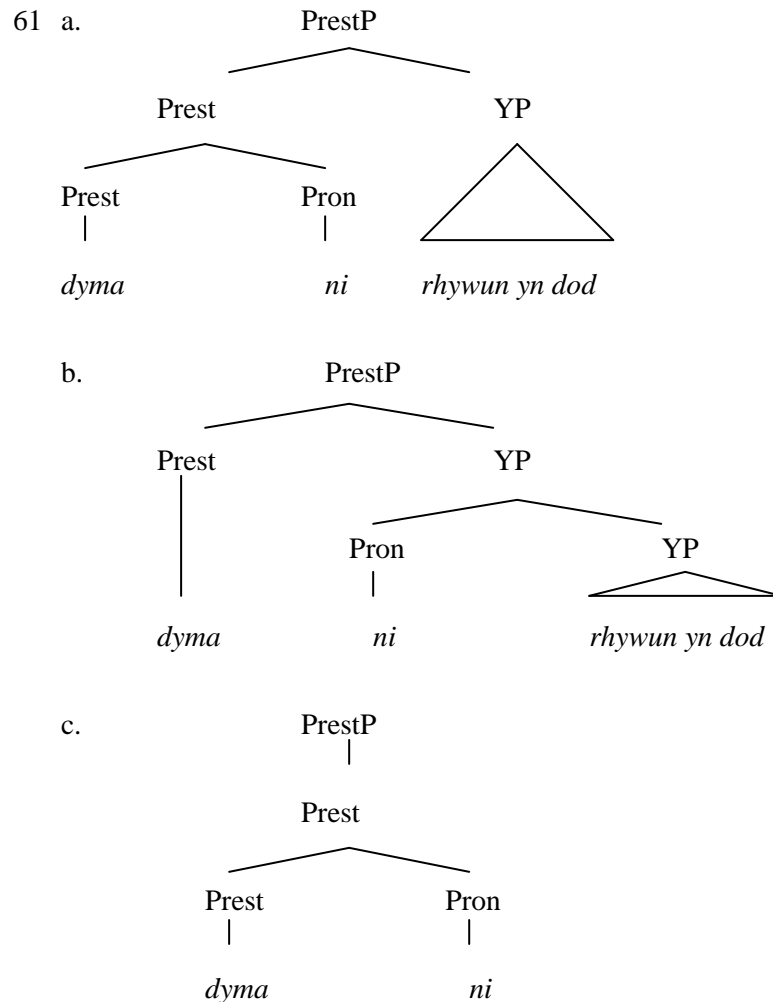 61 a. PrestP
Prest YP
Prest Pron
dyma ni rhywun yn dod
b. PrestP
Prest YP
Pron YP
dyma ni rhywun yn dod
c. PrestP
Prest
Prest Pron
dyma ni